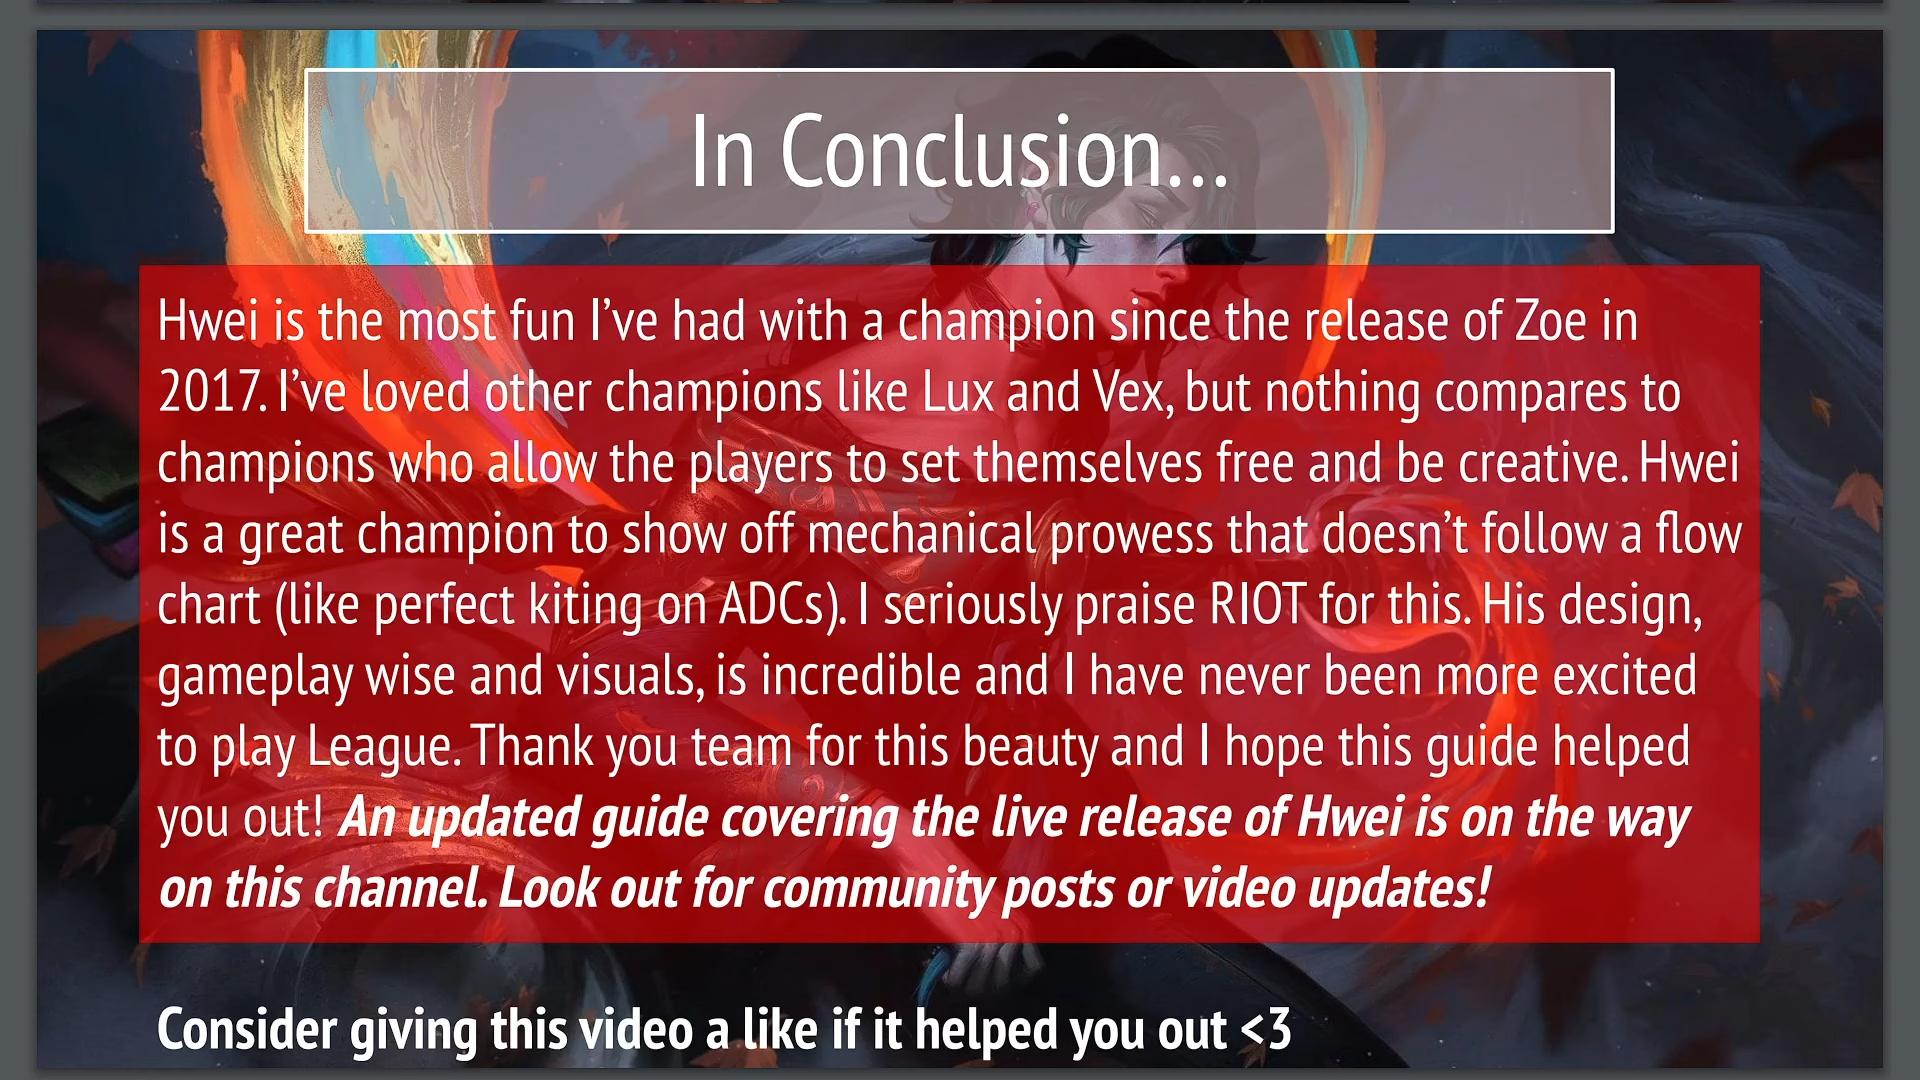 In Conclusion...
Hwei is the most fun I’ve had with a champion since the release of Zoe in
2017. I’ve loved other champions like Lux and Vex, but nothing compares to
champions who allow the players to set themselves free and be creative. Hwei
is a great champion to show off mechanical prowess that doesn’t follow a flow
chart (like perfect kiting on ADCs). I seriously praise RIOT for this. His design,
gameplay wise and visuals, is incredible and I have never been more excited
to play League. Thank you team for this beauty and I hope this guide helped
you out! An updated guide covering the live release of Hwei is on the way
on this channel. Look out for community posts or video updates!
Consider giving this video a like if it helped you out <3